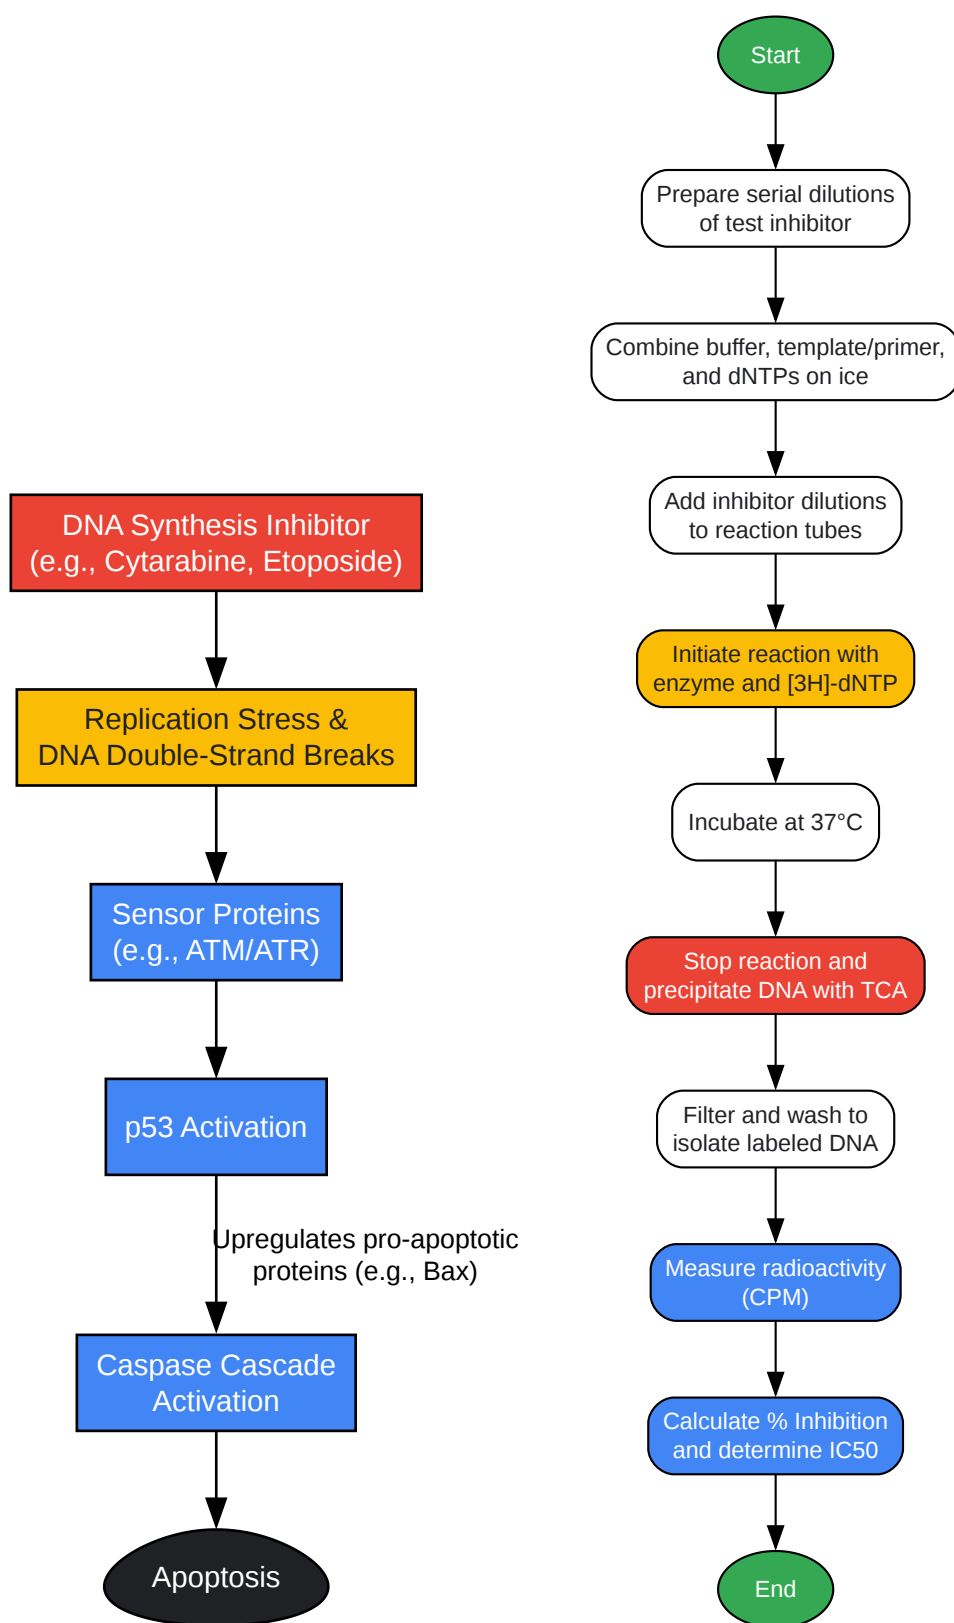 DNA Synthesis Inhibitor
(e.g., Cytarabine, Etoposide)
Replication Stress &
DNA Double-Strand Breaks
Sensor Proteins
(e.g., ATM/ATR)
p53 Activation
Upregulates pro-apoptotic
proteins (e.g., Bax)
Caspase Cascade
Activation
Apoptosis
Start
Prepare serial dilutions
of test inhibitor
Combine buffer, template/primer,
and dNTPs on ice
Add inhibitor dilutions
to reaction tubes
Initiate reaction with
enzyme and [3H]-dNTP
Incubate at 37°C
Stop reaction and
precipitate DNA with TCA
Filter and wash to
isolate labeled DNA
Measure radioactivity
(CPM)
Calculate % Inhibition
and determine IC50
End